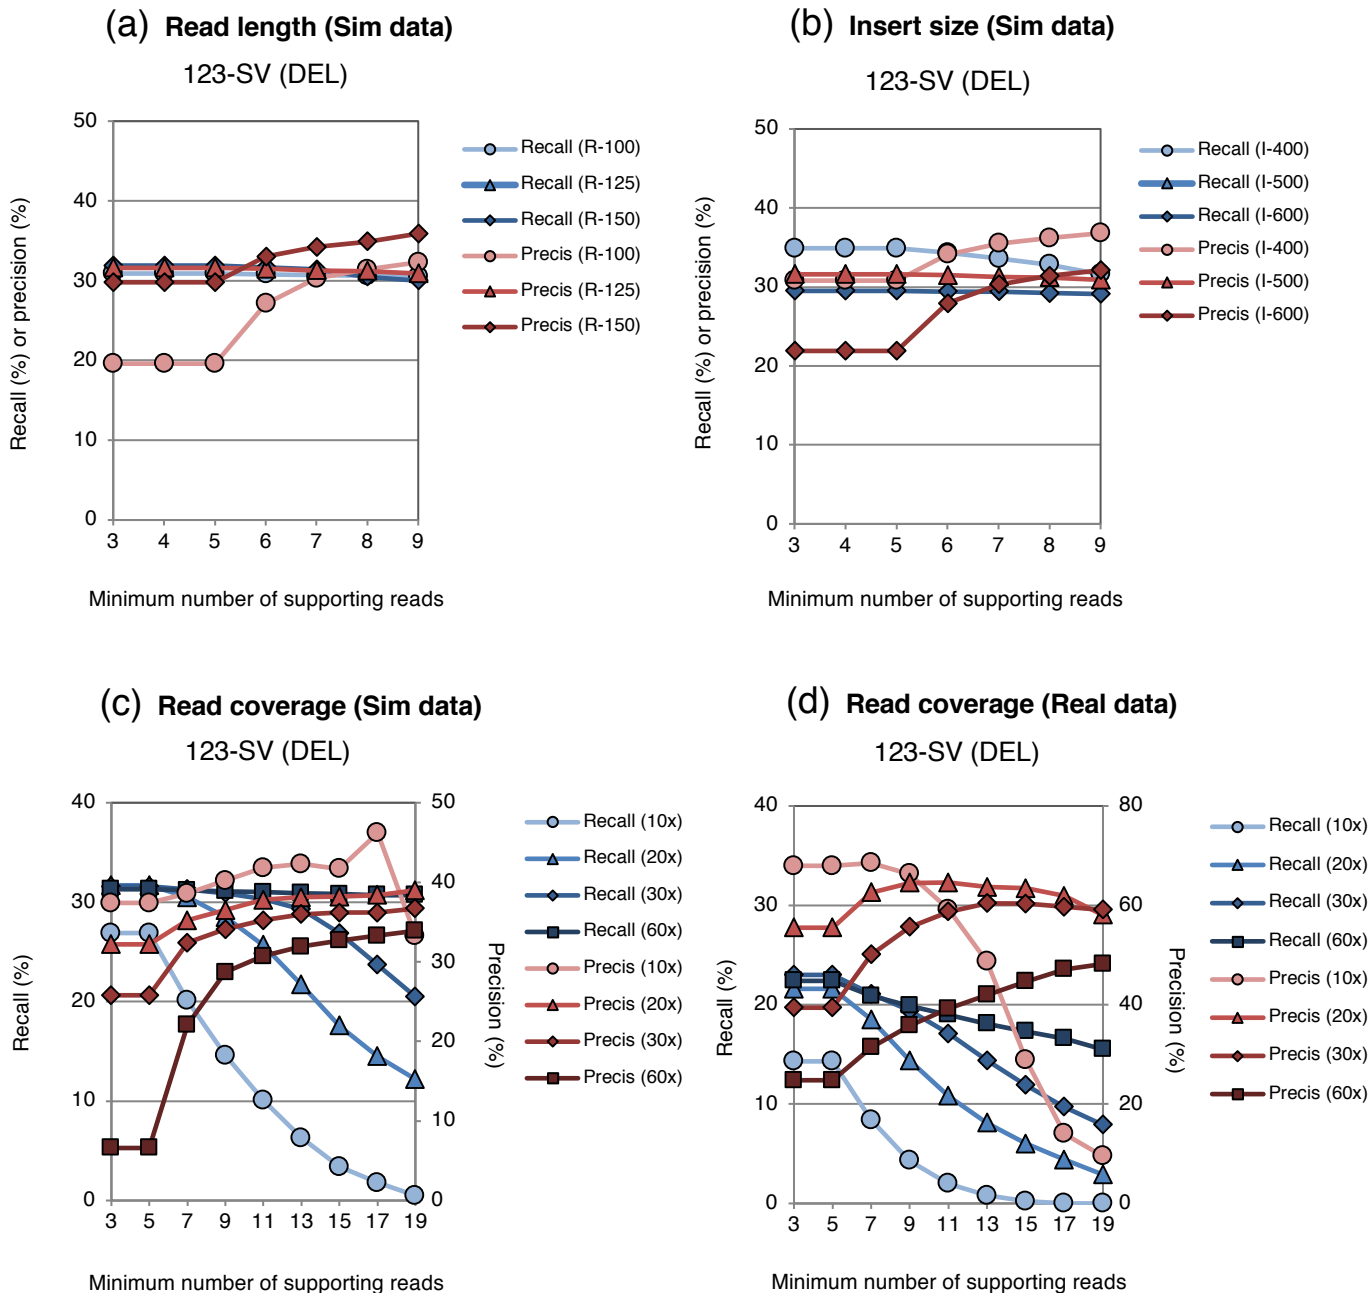 (a) Read length (Sim data)
123-SV (DEL)
Recall (%) or precision (%)
50
40
30
20
10
0
3 4 5 6 7 8 9
Minimum number of supporting reads
Recall (R-100)
Recall (R-125)
Recall (R-150)
Precis (R-100)
Precis (R-125)
Precis (R-150)
(b) Insert size (Sim data)
123-SV (DEL)
Recall (%) or precision (%)
50
40
30
20
10
0
3 4 5 6 7 8 9
Minimum number of supporting reads
Recall (I-400)
Recall (I-500)
Recall (I-600)
Precis (I-400)
Precis (I-500)
Precis (I-600)
(c) Read coverage (Sim data)
123-SV (DEL)
Recall (%)
40
30
20
10
0
3 5 7 9 11 13 15 17 19
50
40
30
20
10
0
Precision (%)
Minimum number of supporting reads
Recall (10x)
Recall (20x)
Recall (30x)
Recall (60x)
Precis (10x)
Precis (20x)
Precis (30x)
Precis (60x)
(d) Read coverage (Real data)
123-SV (DEL)
Recall (%)
40
30
20
10
0
3 5 7 9 11 13 15 17 19
80
60
40
20
0
Precision (%)
Minimum number of supporting reads
Recall (10x)
Recall (20x)
Recall (30x)
Recall (60x)
Precis (10x)
Precis (20x)
Precis (30x)
Precis (60x)